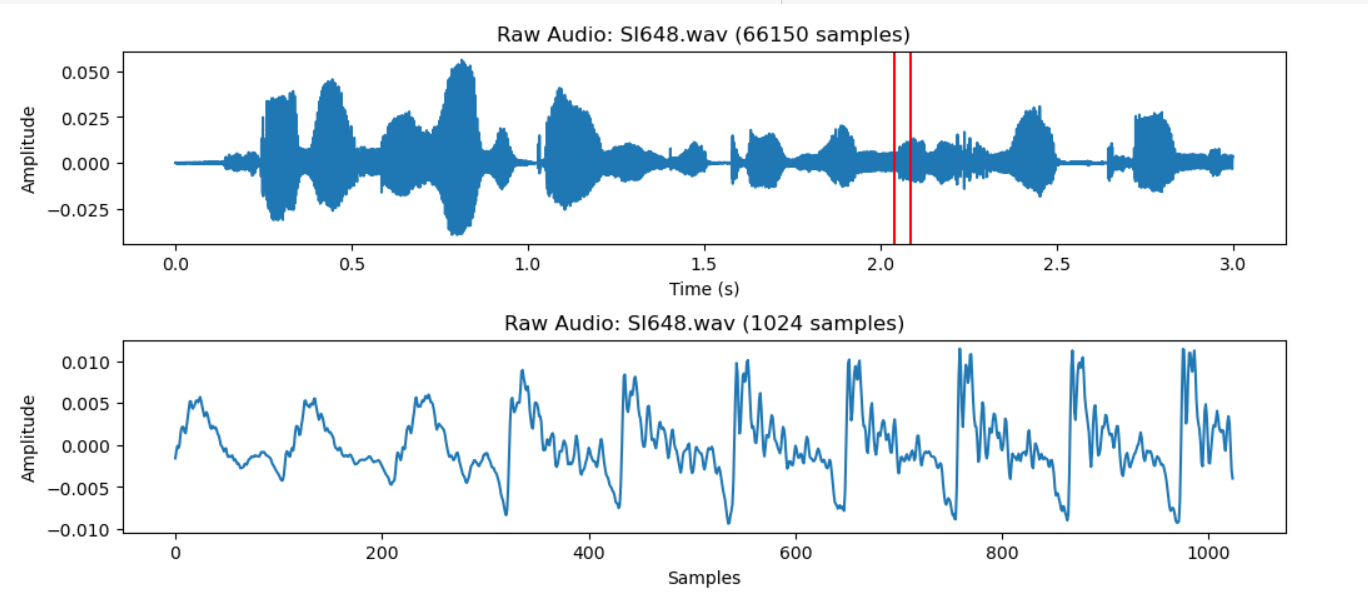 Raw Audio: SI648.wav (66150 samples)
0.050
0.025
0.000
−0.025
Amplitude
0.0 0.5 1.0 1.5 2.0 2.5 3.0
Time (s)
Raw Audio: SI648.wav (1024 samples)
0.010
0.005
0.000
−0.005
−0.010
Amplitude
0 200 400 600 800 1000
Samples